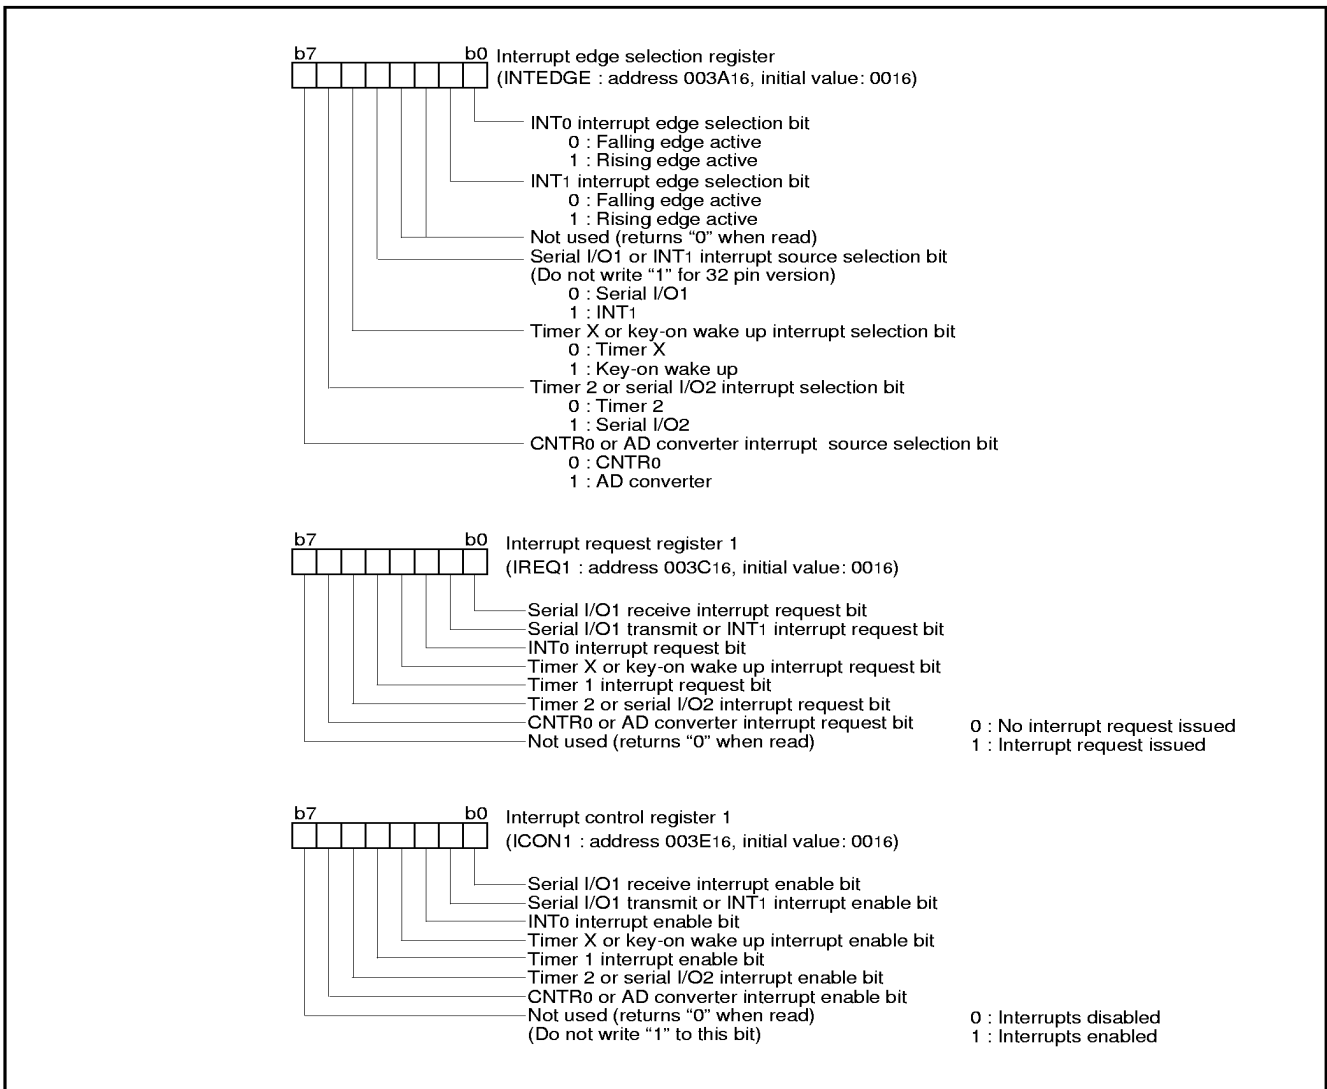 b7 b0 Interrupt edge selection register
(INTEDGE : address 003A16, initial value: 0016)
INT0 interrupt edge selection bit
0 : Falling edge active
1 : Rising edge active
INT1 interrupt edge selection bit
0 : Falling edge active
1 : Rising edge active
Not used (returns “0” when read)
Serial I/O1 or INT1 interrupt source selection bit
(Do not write “1” for 32 pin version)
0 : Serial I/O1
1 : INT1
Timer X or key-on wake up interrupt selection bit
0 : Timer X
1 : Key-on wake up
Timer 2 or serial I/O2 interrupt selection bit
0 : Timer 2
1 : Serial I/O2
CNTR0 or AD converter interrupt source selection bit
0 : CNTR0
1 : AD converter
b7 b0 Interrupt request register 1
(IREQ1 : address 003C16, initial value: 0016)
Serial I/O1 receive interrupt request bit
Serial I/O1 transmit or INT1 interrupt request bit
INT0 interrupt request bit
Timer X or key-on wake up interrupt request bit
Timer 1 interrupt request bit
Timer 2 or serial I/O2 interrupt request bit
CNTR0 or AD converter interrupt request bit
Not used (returns “0” when read)
0 : No interrupt request issued
1 : Interrupt request issued
b7 b0 Interrupt control register 1
(ICON1 : address 003E16, initial value: 0016)
Serial I/O1 receive interrupt enable bit
Serial I/O1 transmit or INT1 interrupt enable bit
INT0 interrupt enable bit
Timer X or key-on wake up interrupt enable bit
Timer 1 interrupt enable bit
Timer 2 or serial I/O2 interrupt enable bit
CNTR0 or AD converter interrupt enable bit
Not used (returns “0” when read)
(Do not write “1” to this bit)
0 : Interrupts disabled
1 : Interrupts enabled